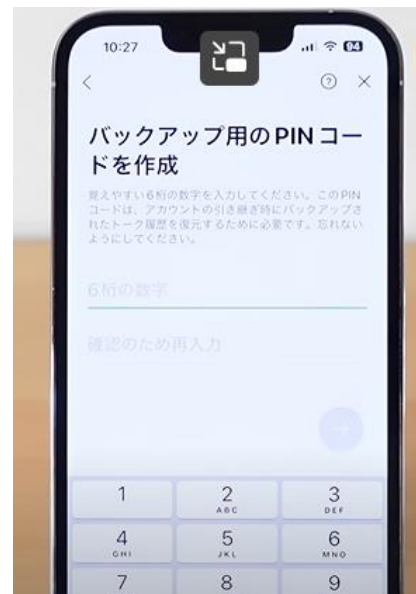 10:27
94
バックアップ用のPINコー
ドを作成
覚えやすい6桁の数字を入力してください。このPIN
コードは、アカウントの引き継ぎ時にバックアップさ
れたトーク履歴を復元するために必要です。忘れない
ようにしてください。
6桁の数字
確認のため再入力
1 2 3
ABC DEF
4 5 6
GHI JKL MNO
7 8 9